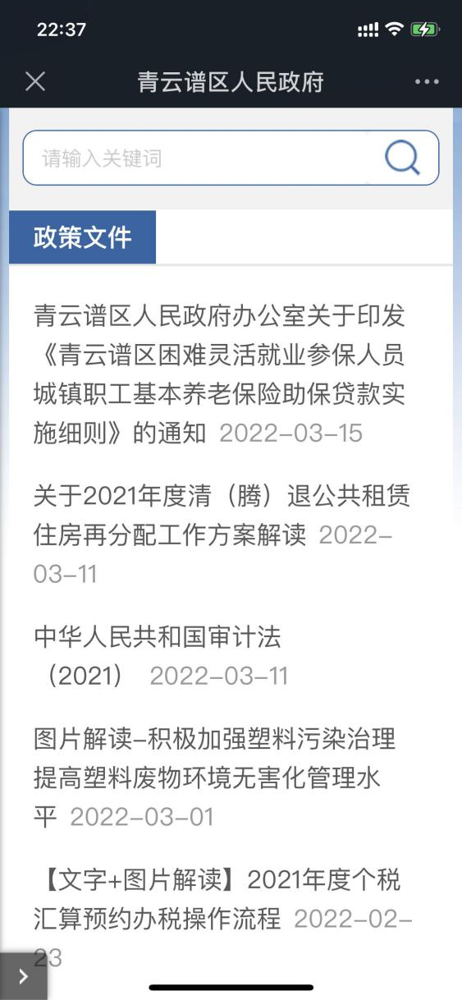 22:37
青云谱区人民政府
请输入关键词
政策文件
青云谱区人民政府办公室关于印发
《青云谱区困难灵活就业参保人员
城镇职工基本养老保险助保贷款实
施细则》的通知 2022-03-15
关于2021年度清（腾）退公共租赁
住房再分配工作方案解读 2022-
03-11
中华人民共和国审计法
（2021） 2022-03-11
图片解读-积极加强塑料污染治理
提高塑料废物环境无害化管理水
平 2022-03-01
【文字+图片解读】2021年度个税
汇算预约办税操作流程 2022-02-
23